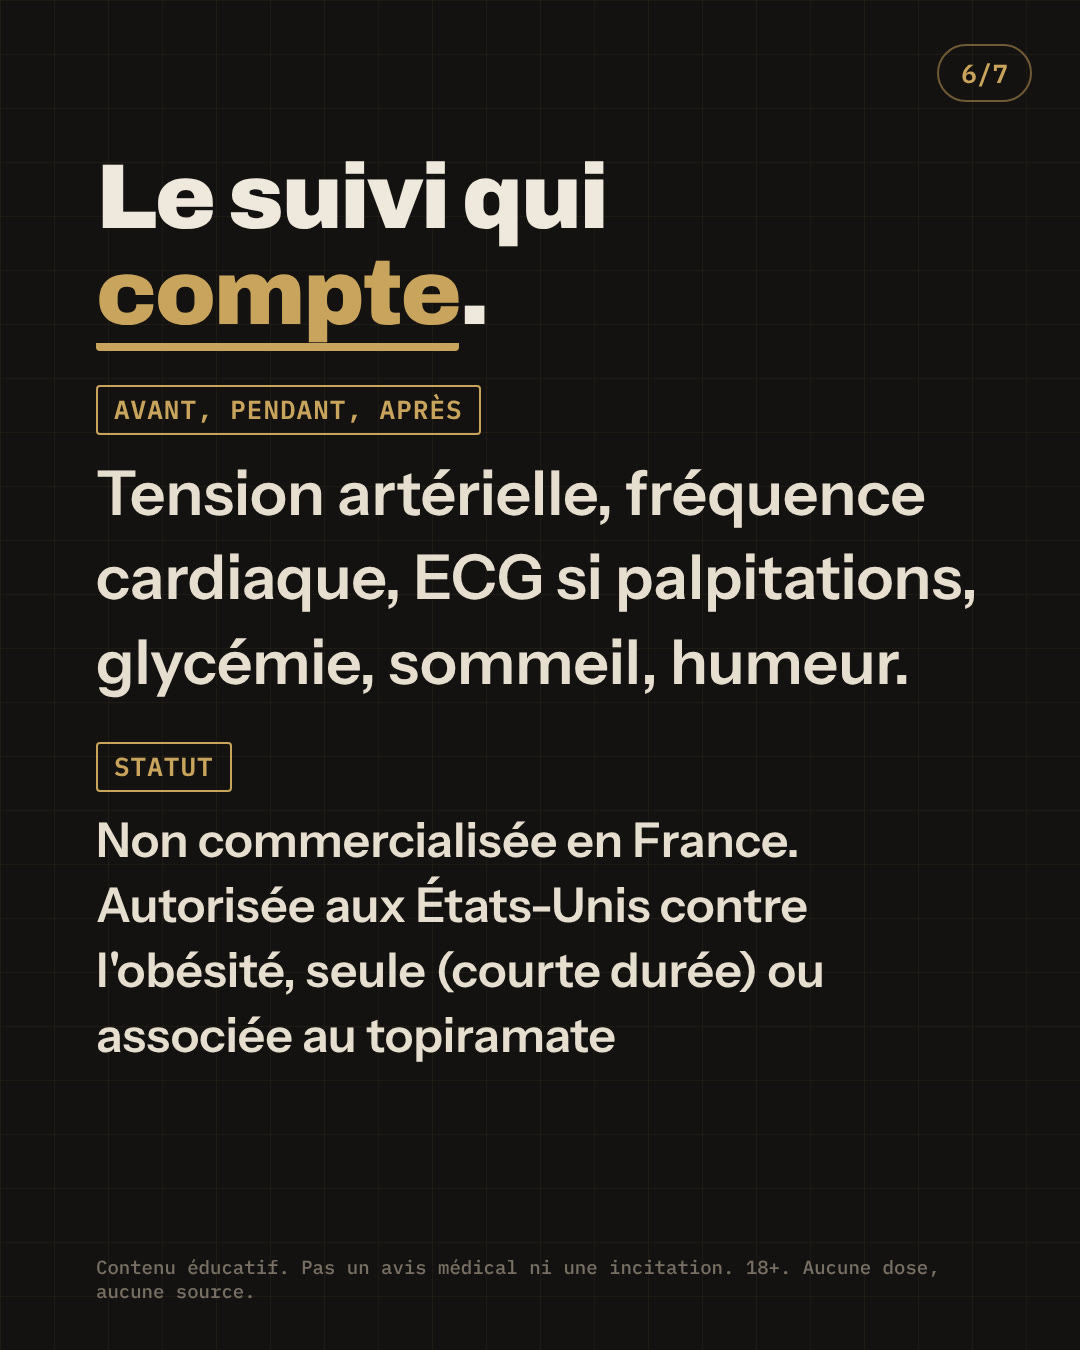 6/7
Le suivi qui
compte.
AVANT, PENDANT, APRÈS
Tension artérielle, fréquence
cardiaque, ECG si palpitations,
glycémie, sommeil, humeur.
STATUT
Non commercialisée en France.
Autorisée aux États-Unis contre
l'obésité, seule (courte durée) ou
associée au topiramate
Contenu éducatif. Pas un avis médical ni une incitation. 18+. Aucune dose,
aucune source.